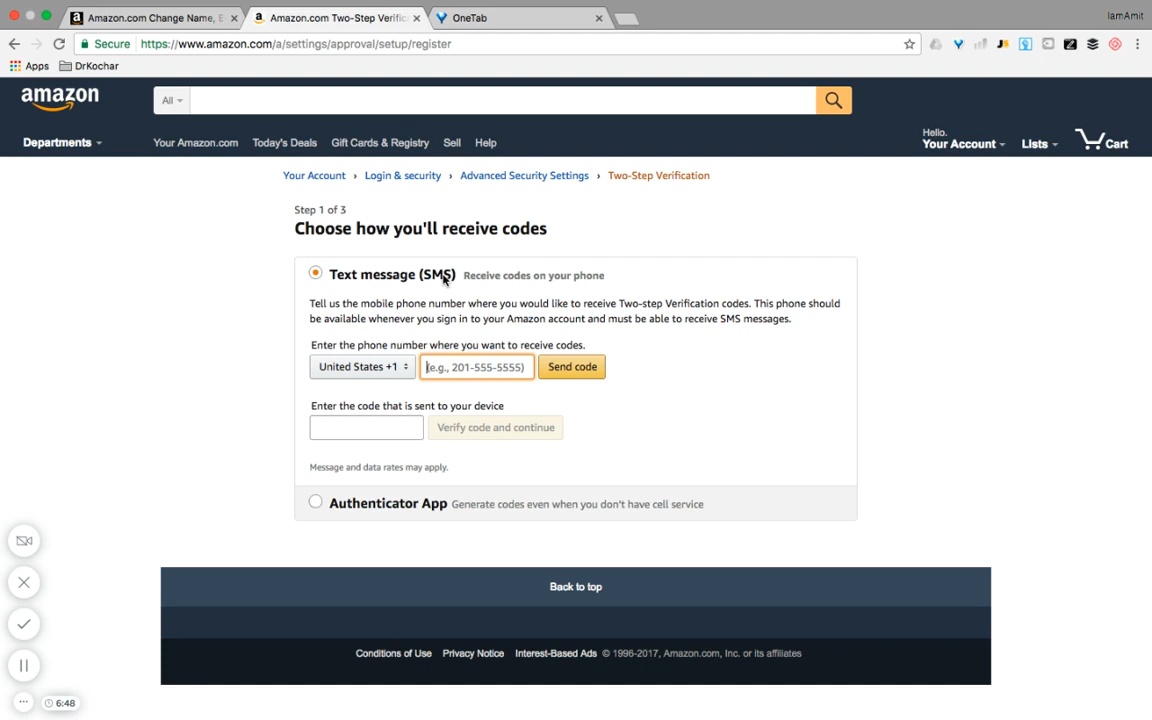 Amazon.com Change Name, E
Amazon.com Two-Step Verific
OneTab
IamAmit
Secure
https://www.amazon.com/a/settings/approval/setup/register
Apps
DrKochar
amazon
All
Departments
Your Amazon.com
Today's Deals
Gift Cards & Registry
Sell
Help
Hello.
Your Account
Lists
Cart
Your Account › Login & security › Advanced Security Settings › Two-Step Verification
Step 1 of 3
Choose how you'll receive codes
Text message (SMS) Receive codes on your phone
Tell us the mobile phone number where you would like to receive Two-step Verification codes. This phone should
be available whenever you sign in to your Amazon account and must be able to receive SMS messages.
Enter the phone number where you want to receive codes.
United States +1
(e.g., 201-555-5555)
Send code
Enter the code that is sent to your device
Verify code and continue
Message and data rates may apply.
Authenticator App Generate codes even when you don't have cell service
Back to top
Conditions of Use Privacy Notice Interest-Based Ads © 1996-2017, Amazon.com, Inc. or its affiliates
6:48